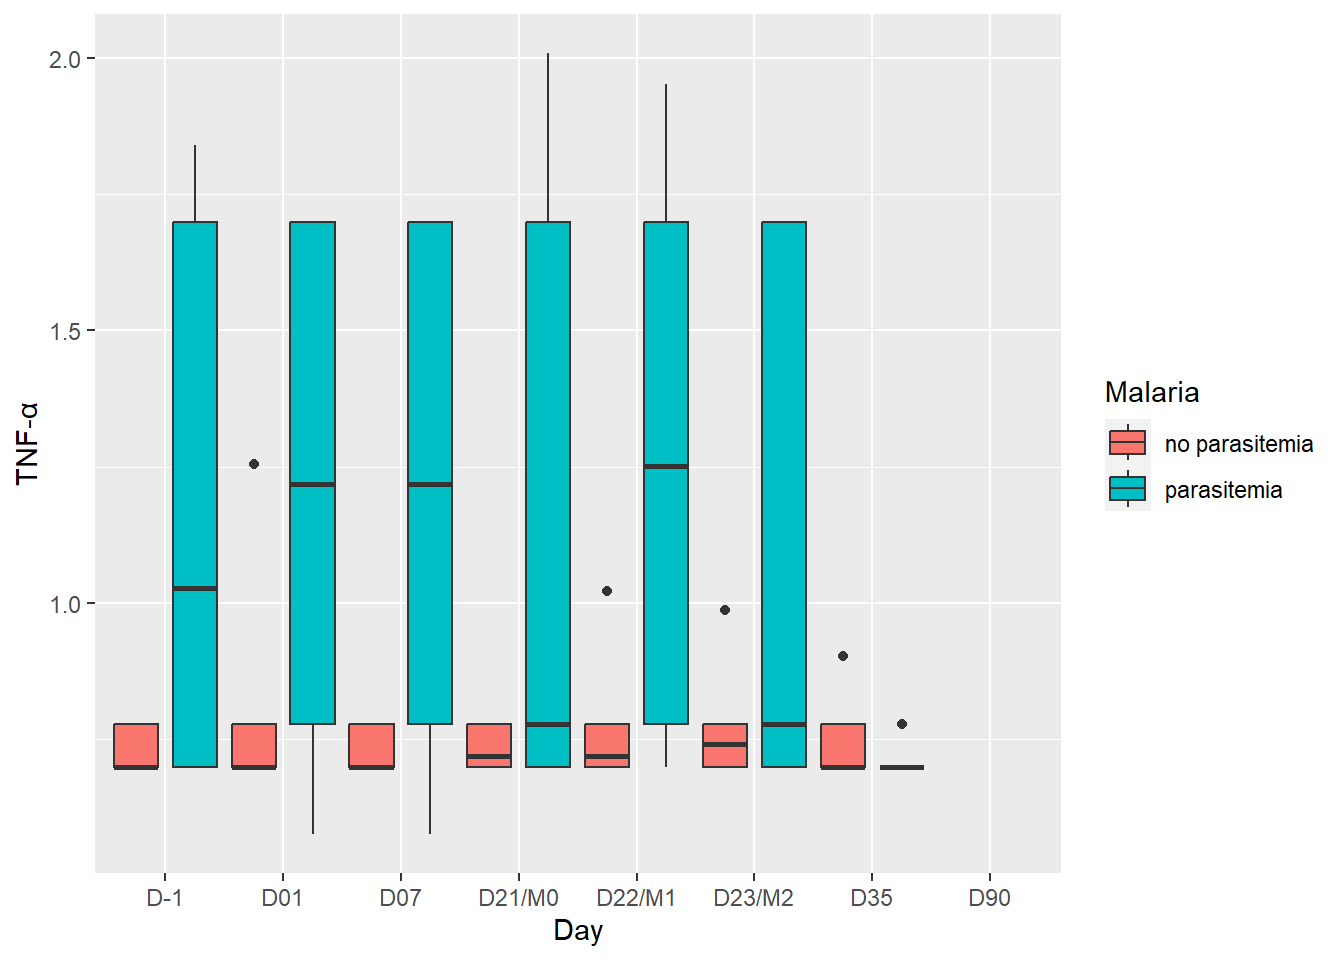 2.0
1.5
1.0
TNF-α
D-1 D01 D07 D21/M0 D22/M1 D23/M2 D35 D90
Day
Malaria
no parasitemia
parasitemia